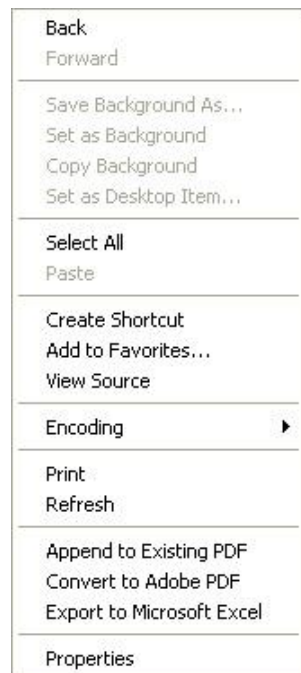 Back
Forward
Save Background As...
Set as Background
Copy Background
Set as Desktop Item...
Select All
Paste
Create Shortcut
Add to Favorites...
View Source
Encoding
Print
Refresh
Append to Existing PDF
Convert to Adobe PDF
Export to Microsoft Excel
Properties